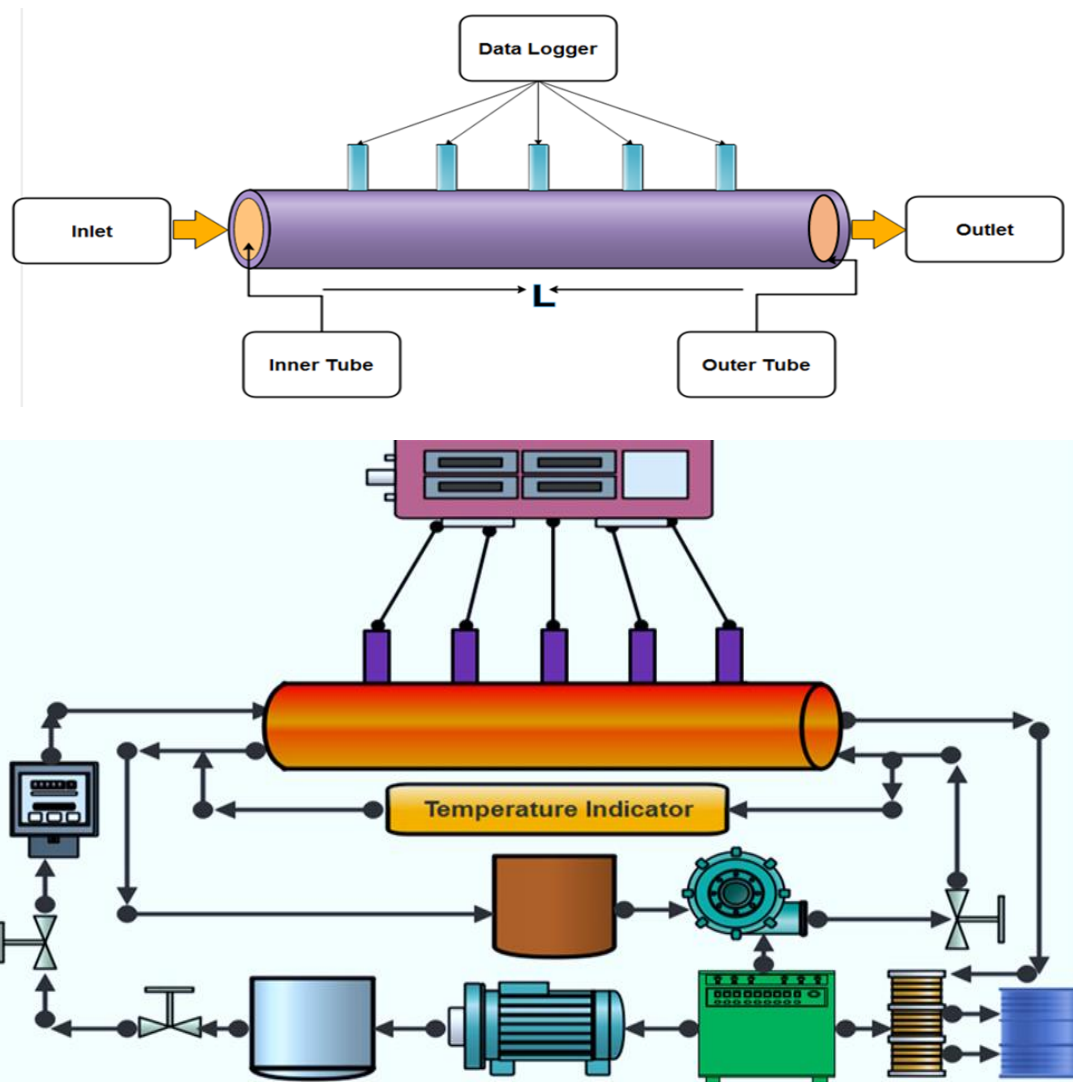 Data Logger
Inlet
Outlet
L
Inner Tube
Outer Tube
Temperature Indicator